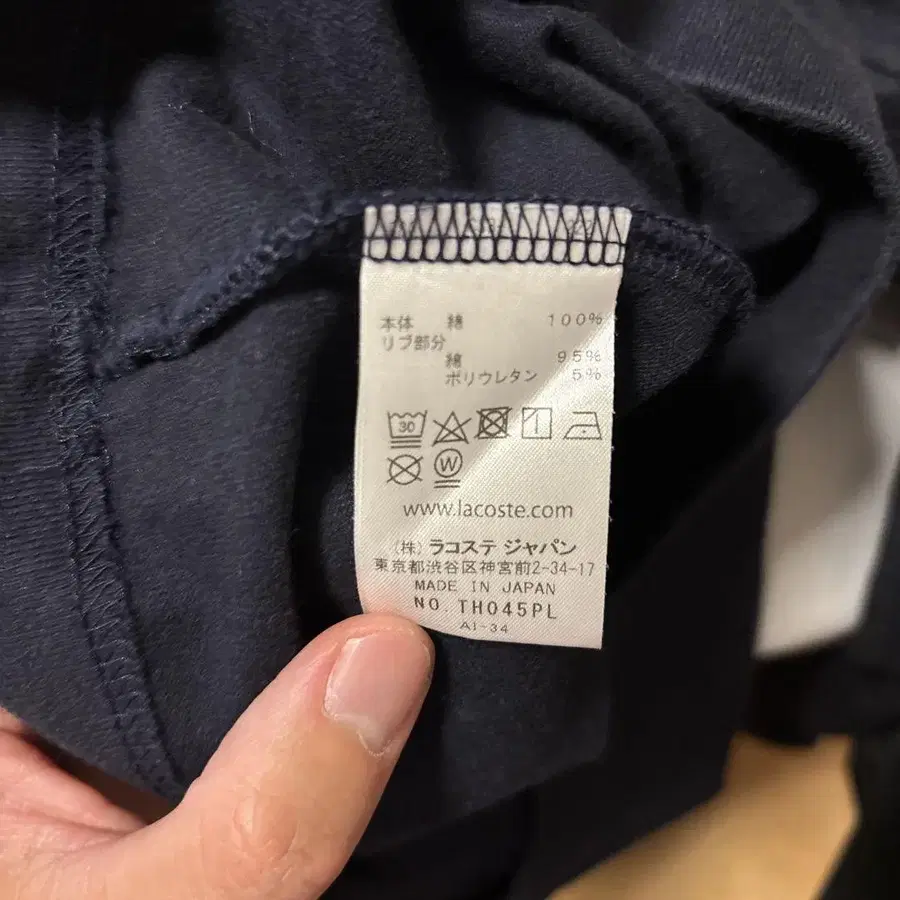 本体 綿 100%
リブ部分
綿 95%
ポリウレタン 5%
30
W
www.lacoste.com
(株) ラコステ ジャパン
東京都渋谷区神宮前2-34-17
MADE IN JAPAN
NO. TH045PL
AI-34